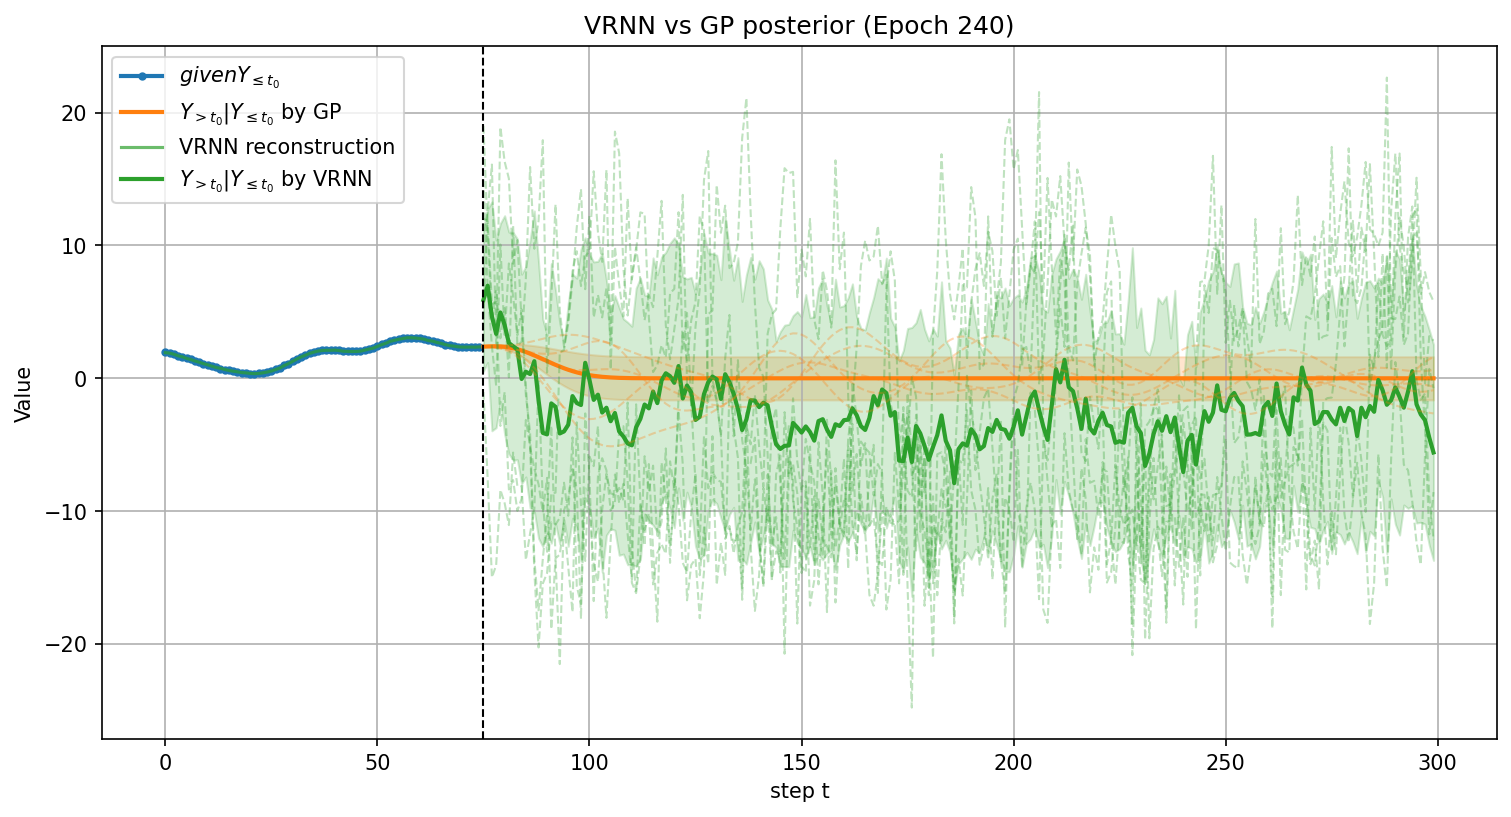 VRNN vs GP posterior (Epoch 240)
givenY≤t₀
Y>t₀|Y≤t₀ by GP
VRNN reconstruction
Y>t₀|Y≤t₀ by VRNN
Value
20
10
0
−10
−20
0 50 100 150 200 250 300
step t